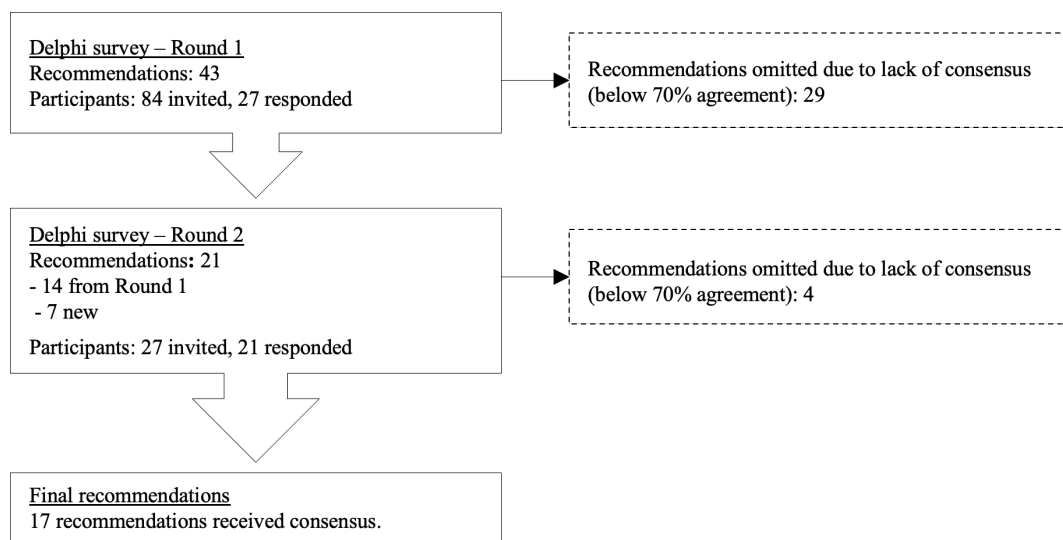 Delphi survey – Round 1
Recommendations: 43
Participants: 84 invited, 27 responded
Recommendations omitted due to lack of consensus
(below 70% agreement): 29
Delphi survey – Round 2
Recommendations: 21
- 14 from Round 1
- 7 new
Participants: 27 invited, 21 responded
Recommendations omitted due to lack of consensus
(below 70% agreement): 4
Final recommendations
17 recommendations received consensus.